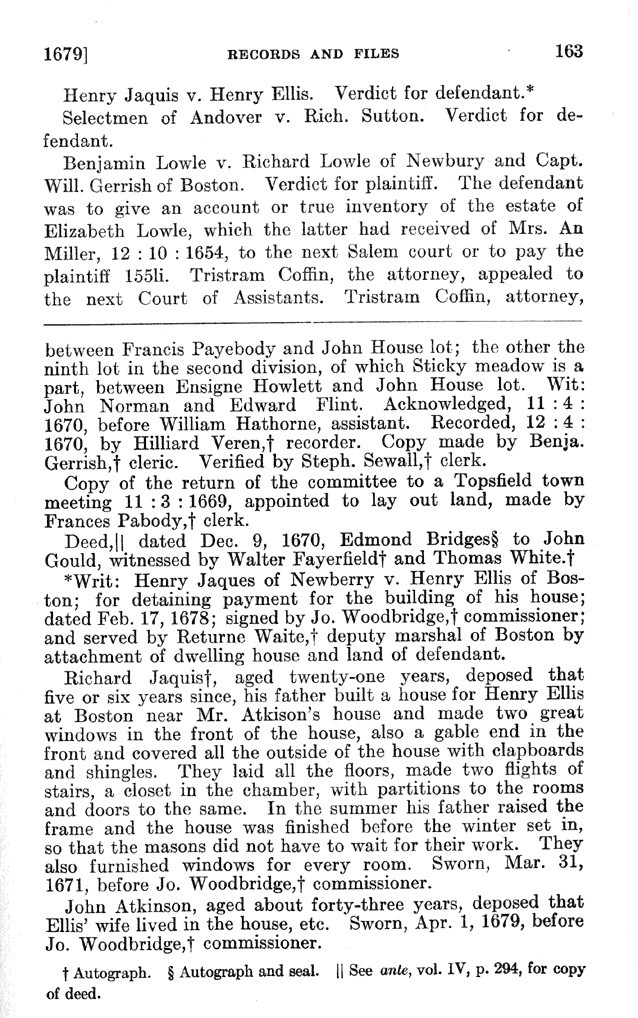 1679] RECORDS AND FILES 163
Henry Jaquis v. Henry Ellis. Verdict for defendant.*
Selectmen of Andover v. Rich. Sutton. Verdict for de-
fendant.
Benjamin Lowle v. Richard Lowle of Newbury and Capt.
Will. Gerrish of Boston. Verdict for plaintiff. The defendant
was to give an account or true inventory of the estate of
Elizabeth Lowle, which the latter had received of Mrs. An
Miller, 12 : 10 : 1654, to the next Salem court or to pay the
plaintiff 155li. Tristram Coffin, the attorney, appealed to
the next Court of Assistants. Tristram Coffin, attorney,
between Francis Payebody and John House lot; the other the
ninth lot in the second division, of which Sticky meadow is a
part, between Ensigne Howlett and John House lot. Wit:
John Norman and Edward Flint. Acknowledged, 11 : 4 :
1670, before William Hathorne, assistant. Recorded, 12 : 4 :
1670, by Hilliard Veren,† recorder. Copy made by Benja.
Gerrish,† cleric. Verified by Steph. Sewall,† clerk.
Copy of the return of the committee to a Topsfield town
meeting 11 : 3 : 1669, appointed to lay out land, made by
Frances Pabody,† clerk.
Deed,|| dated Dec. 9, 1670, Edmond Bridges§ to John
Gould, witnessed by Walter Fayerfield† and Thomas White.†
*Writ: Henry Jaques of Newberry v. Henry Ellis of Bos-
ton; for detaining payment for the building of his house;
dated Feb. 17, 1678; signed by Jo. Woodbridge,† commissioner;
and served by Returne Waite,† deputy marshal of Boston by
attachment of dwelling house and land of defendant.
Richard Jaquis†, aged twenty-one years, deposed that
five or six years since, his father built a house for Henry Ellis
at Boston near Mr. Atkison's house and made two great
windows in the front of the house, also a gable end in the
front and covered all the outside of the house with clapboards
and shingles. They laid all the floors, made two flights of
stairs, a closet in the chamber, with partitions to the rooms
and doors to the same. In the summer his father raised the
frame and the house was finished before the winter set in,
so that the masons did not have to wait for their work. They
also furnished windows for every room. Sworn, Mar. 31,
1671, before Jo. Woodbridge,† commissioner.
John Atkinson, aged about forty-three years, deposed that
Ellis' wife lived in the house, etc. Sworn, Apr. 1, 1679, before
Jo. Woodbridge,† commissioner.
† Autograph. § Autograph and seal. || See ante, vol. IV, p. 294, for copy
of deed.